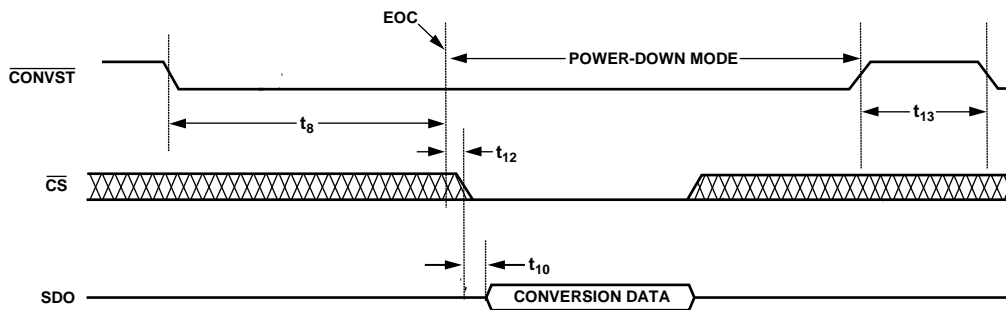 EOC
POWER-DOWN MODE
CONVST
t8
t13
t12
CS
t10
SDO
CONVERSION DATA